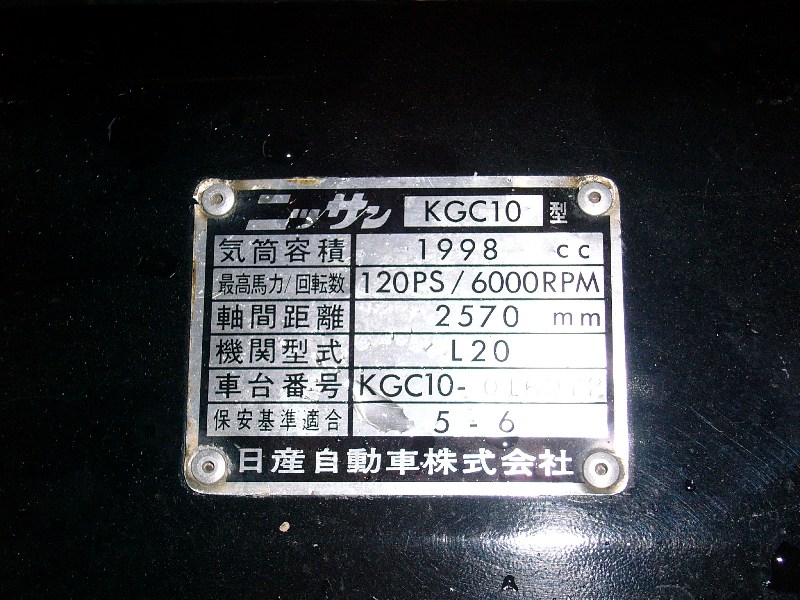 ニッサン KGC10 型
気筒容積 1998 cc
最高馬力/回転数 120PS/6000RPM
軸間距離 2570 mm
機関型式 L20
車台番号 KGC10-
保安基準適合 5-6
日産自動車株式会社